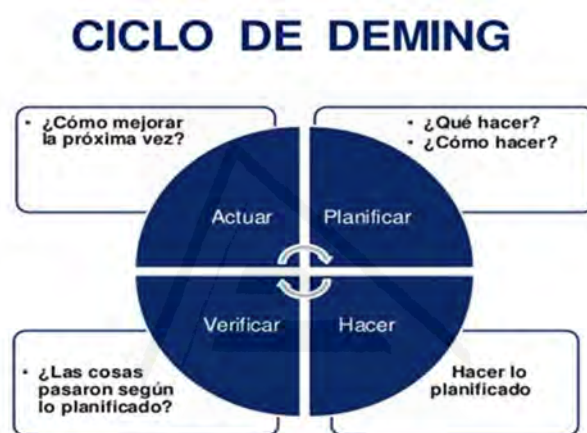 CICLO DE DEMING
• ¿Cómo mejorar
la próxima vez?
• ¿Qué hacer?
• ¿Cómo hacer?
Actuar
Planificar
Verificar
Hacer
• ¿Las cosas
pasaron según
lo planificado?
Hacer lo
planificado